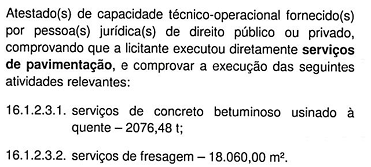 Atestado(s) de capacidade técnico-operacional fornecido(s)
por pessoa(s) jurídica(s) de direito público ou privado,
comprovando que a licitante executou diretamente serviços
de pavimentação, e comprovar a execução das seguintes
atividades relevantes:
16.1.2.3.1. serviços de concreto betuminoso usinado à
quente – 2076,48 t;
16.1.2.3.2. serviços de fresagem – 18.060,00 m².